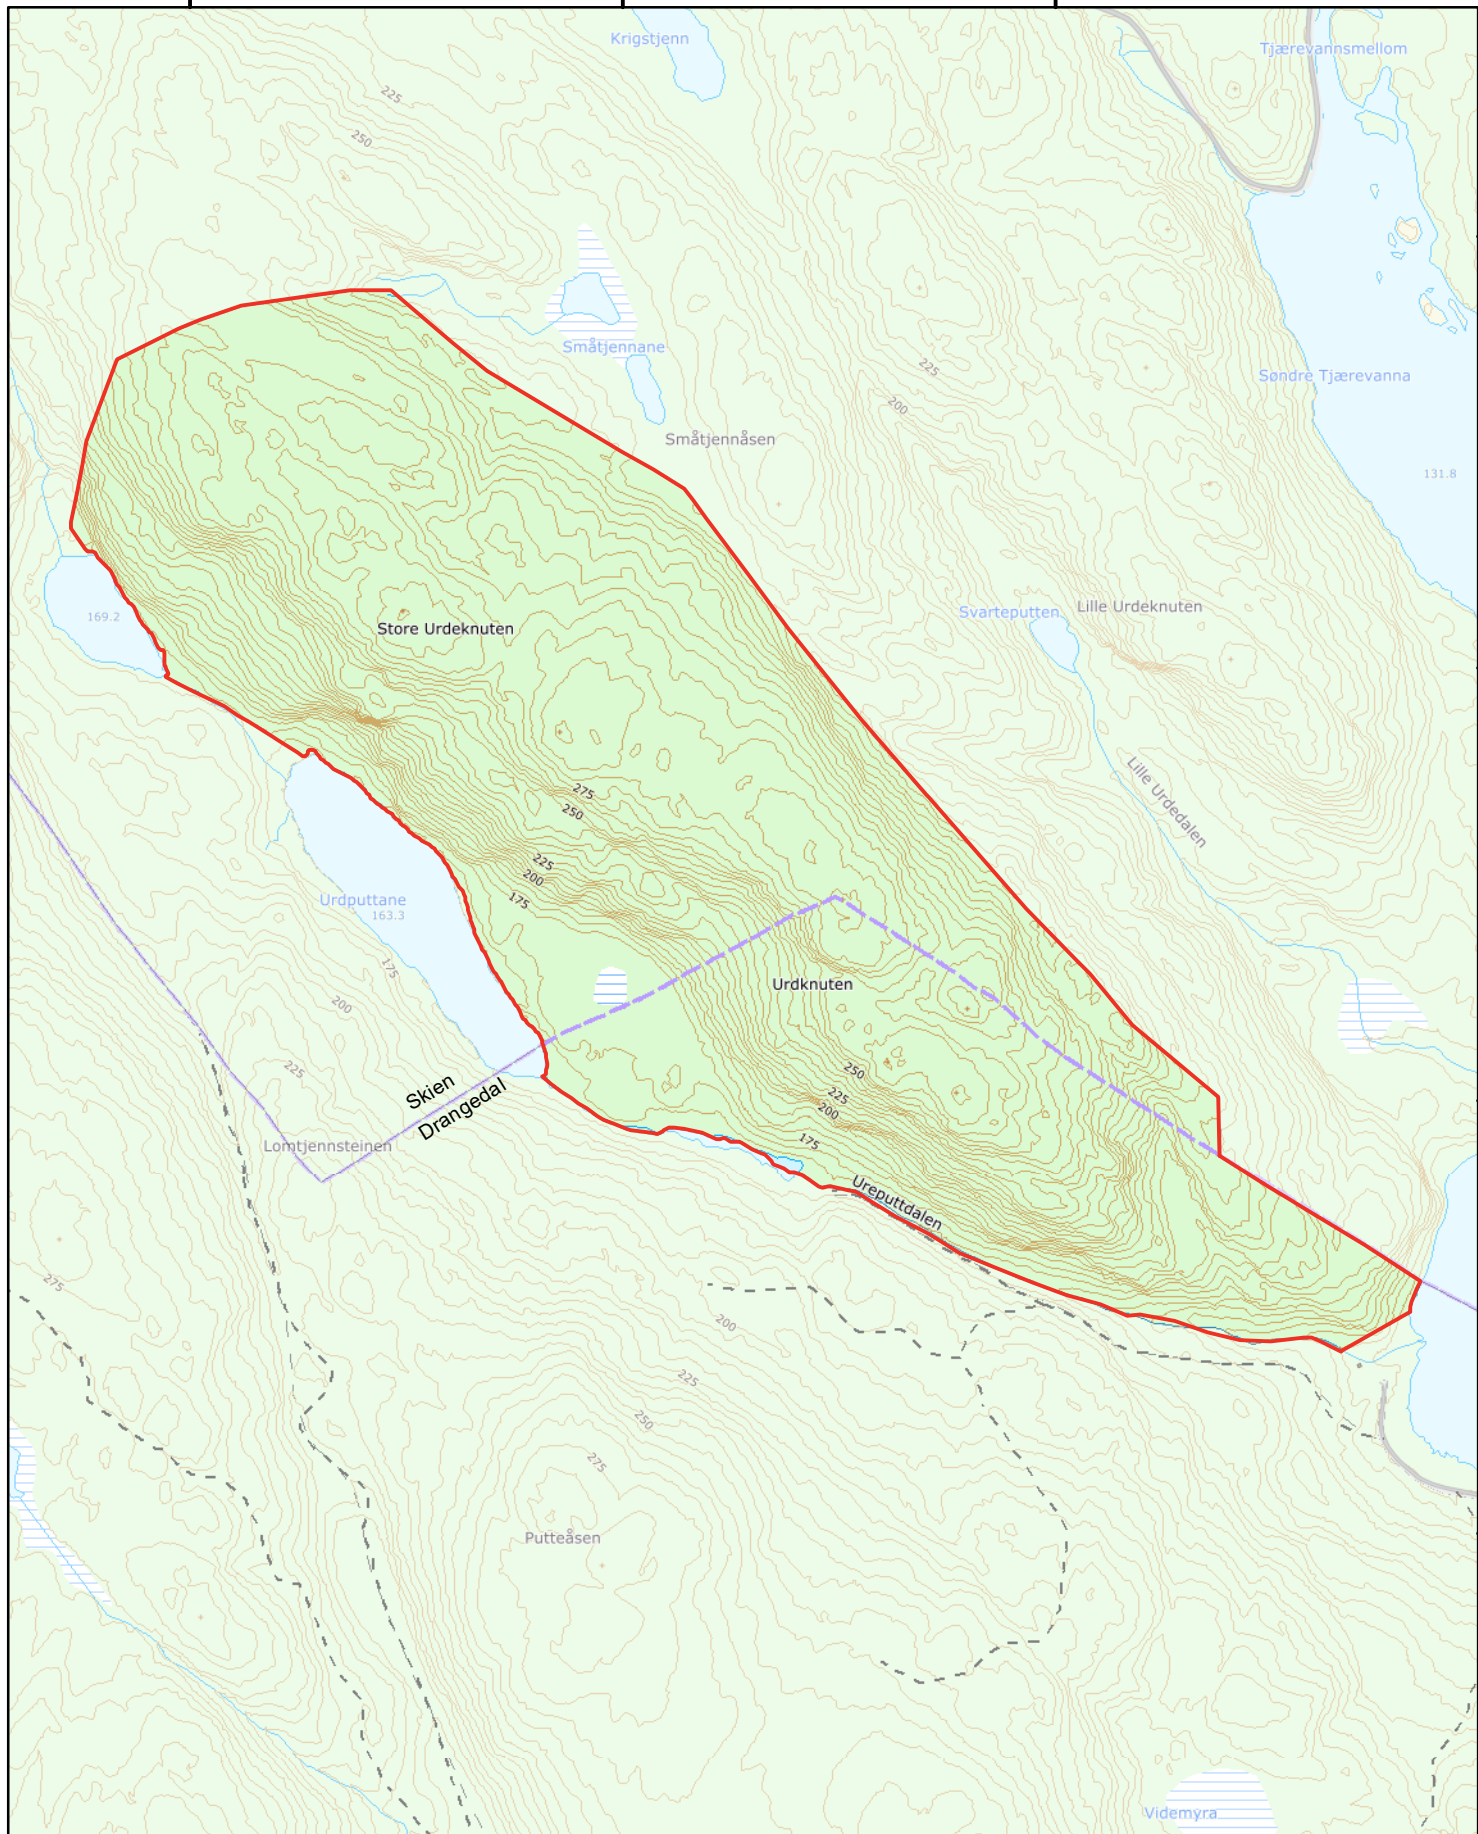 Krigstjenn
Tjærevannsmellom
225
250
Småtjennane
225
Søndre Tjærevanna
200
Småtjennåsen
131.8
169.2
Store Urdeknuten
Svarteputten
Lille Urdeknuten
275
250
Lille Urdedalen
225
200
175
Urdputtane
163.3
175
200
Urdknuten
225
250
225
200
175
Skien
Drangedal
Lomtjennsteinen
Ureputtdalen
275
200
225
250
275
Putteåsen
Videmyra